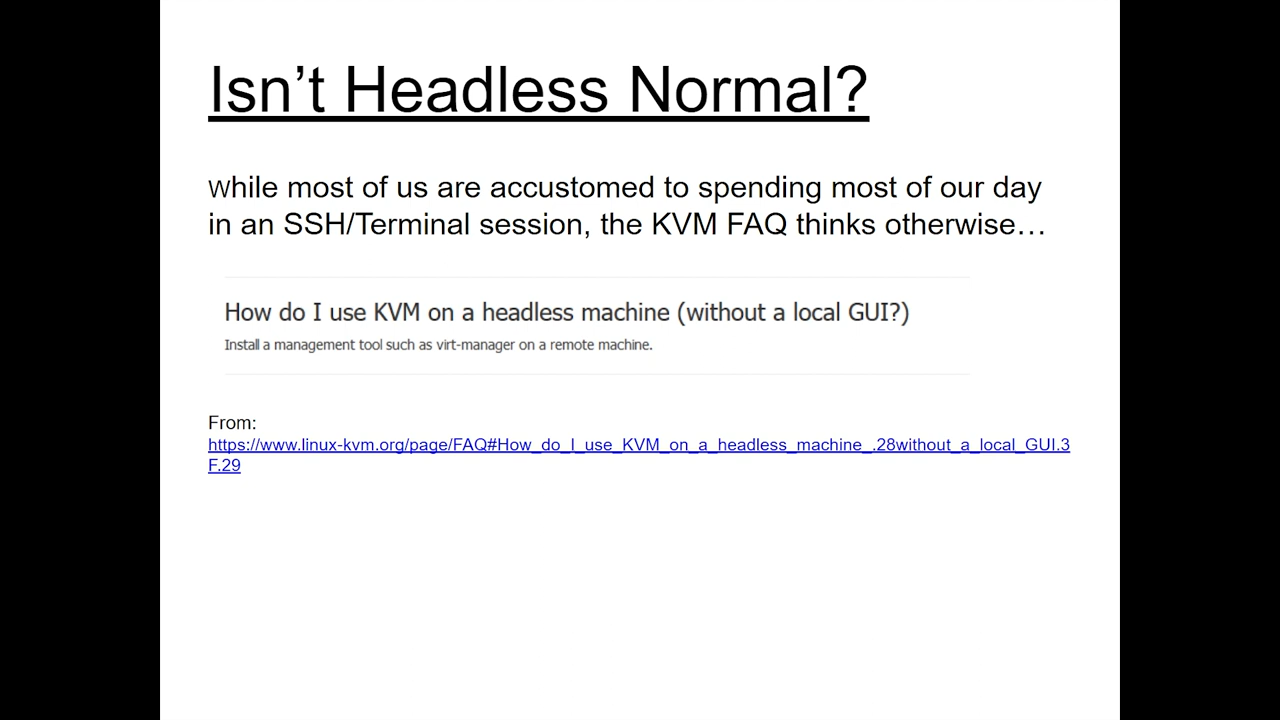 Isn’t Headless Normal?
While most of us are accustomed to spending most of our day
in an SSH/Terminal session, the KVM FAQ thinks otherwise…
How do I use KVM on a headless machine (without a local GUI?)
Install a management tool such as virt-manager on a remote machine.
From:
https://www.linux-kvm.org/page/FAQ#How_do_I_use_KVM_on_a_headless_machine_.28without_a_local_GUI.3
F.29